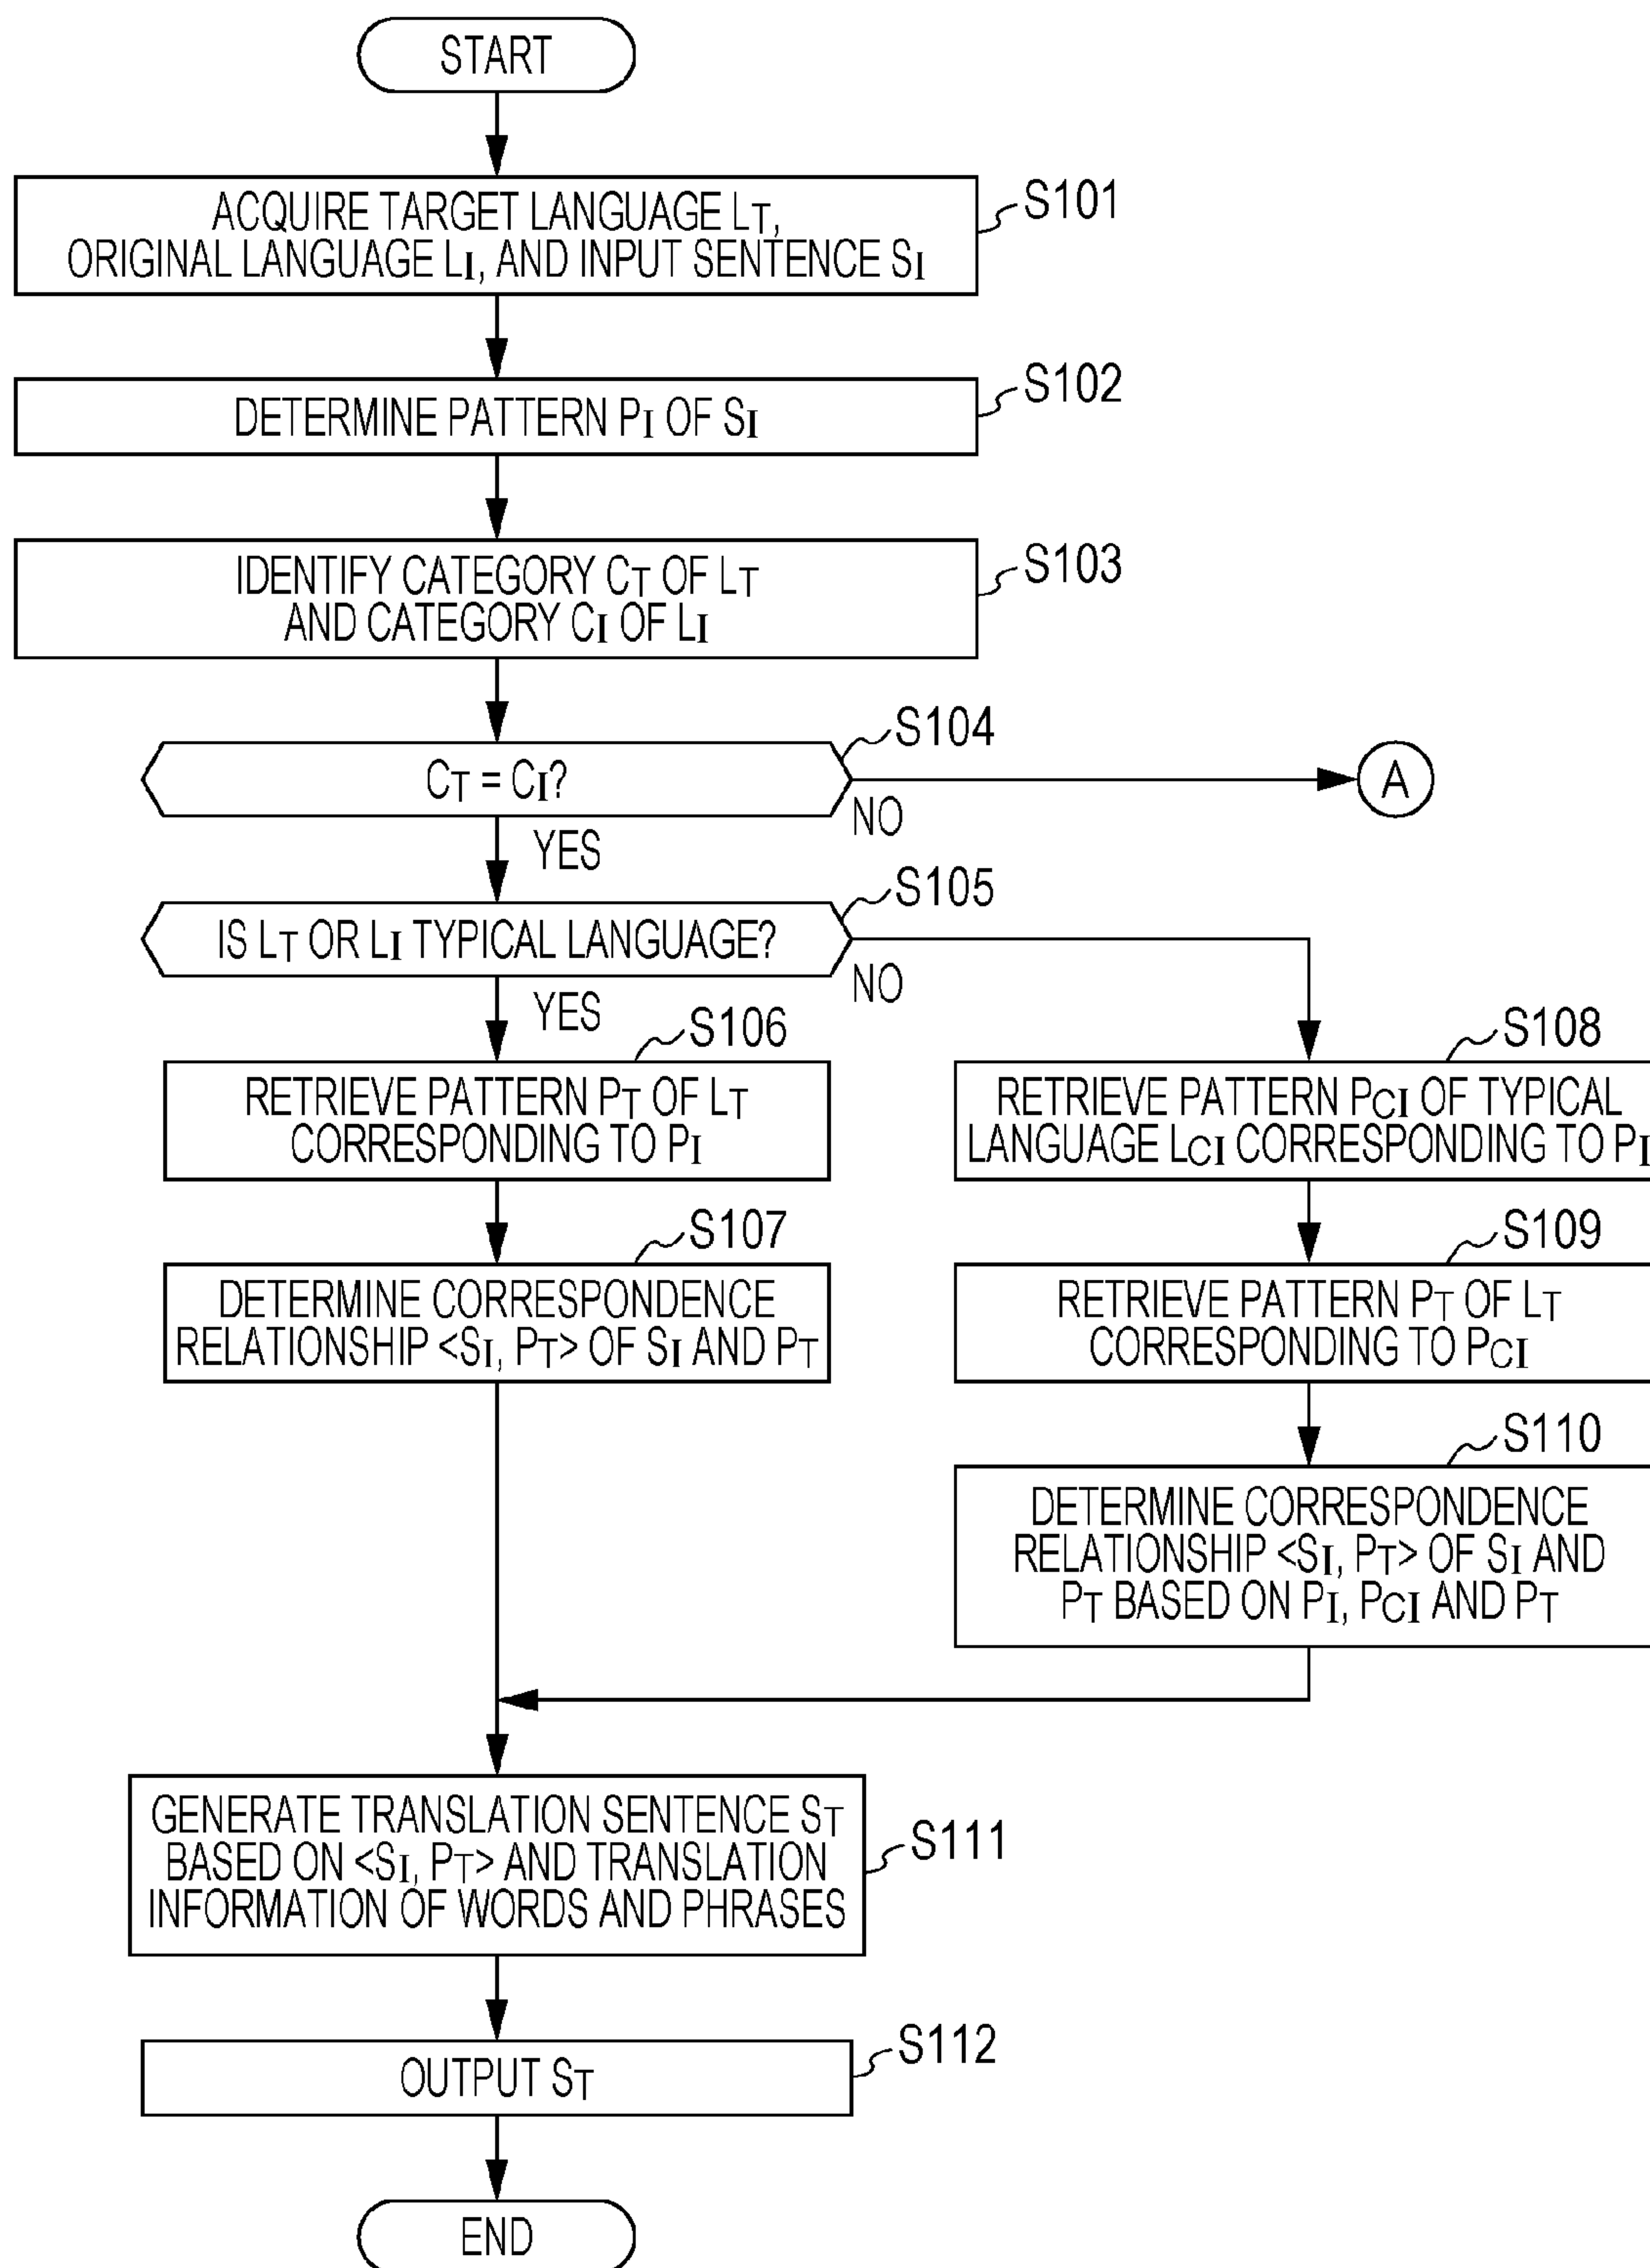 START
S101
ACQUIRE TARGET LANGUAGE LT,
ORIGINAL LANGUAGE LI, AND INPUT SENTENCE SI
S102
DETERMINE PATTERN PI OF SI
S103
IDENTIFY CATEGORY CT OF LT
AND CATEGORY CI OF LI
S104
CT = CI?
A
NO
YES
S105
IS LT OR LI TYPICAL LANGUAGE?
NO
YES
S106
RETRIEVE PATTERN PT OF LT
CORRESPONDING TO PI
S107
DETERMINE CORRESPONDENCE
RELATIONSHIP <SI, PT> OF SI AND PT
S108
RETRIEVE PATTERN PCI OF TYPICAL
LANGUAGE LCI CORRESPONDING TO PI
S109
RETRIEVE PATTERN PT OF LT
CORRESPONDING TO PCI
S110
DETERMINE CORRESPONDENCE
RELATIONSHIP <SI, PT> OF SI AND
PT BASED ON PI, PCI AND PT
S111
GENERATE TRANSLATION SENTENCE ST
BASED ON <SI, PT> AND TRANSLATION
INFORMATION OF WORDS AND PHRASES
S112
OUTPUT ST
END